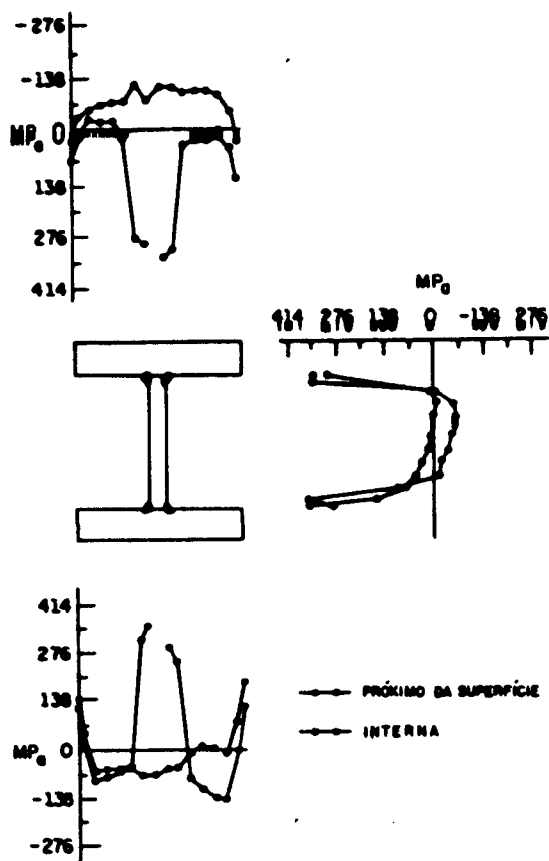 -276
-138
MPa 0
138
276
414
MPa
414 276 138 0 -138 276
414
276
138
MPa 0
-138
-276
PRÓXIMO DA SUPERFÍCIE
INTERNA